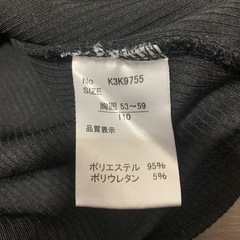 No K3K9755
SIZE
胸囲 53~59
110
品質表示
ポリエステル 95%
ポリウレタン 5%